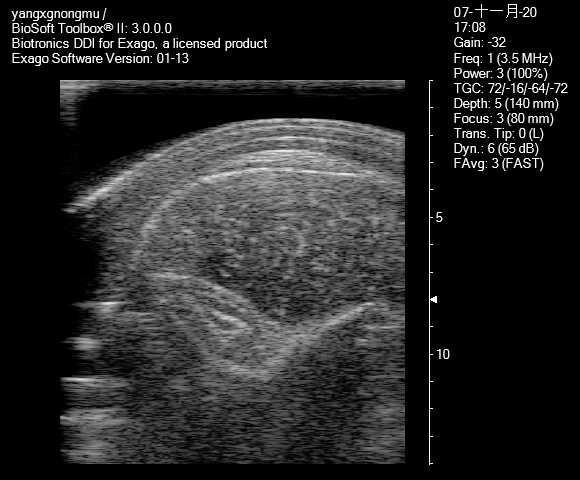 yangxgnongmu /
BioSoft Toolbox® II: 3.0.0.0
Biotronics DDI for Exago, a licensed product
Exago Software Version: 01-13
07-十一月-20
17:08
Gain: -32
Freq: 1 (3.5 MHz)
Power: 3 (100%)
TGC: 72/-16/-64/-72
Depth: 5 (140 mm)
Focus: 3 (80 mm)
Trans. Tip: 0 (L)
Dyn.: 6 (65 dB)
FAvg: 3 (FAST)
5
10